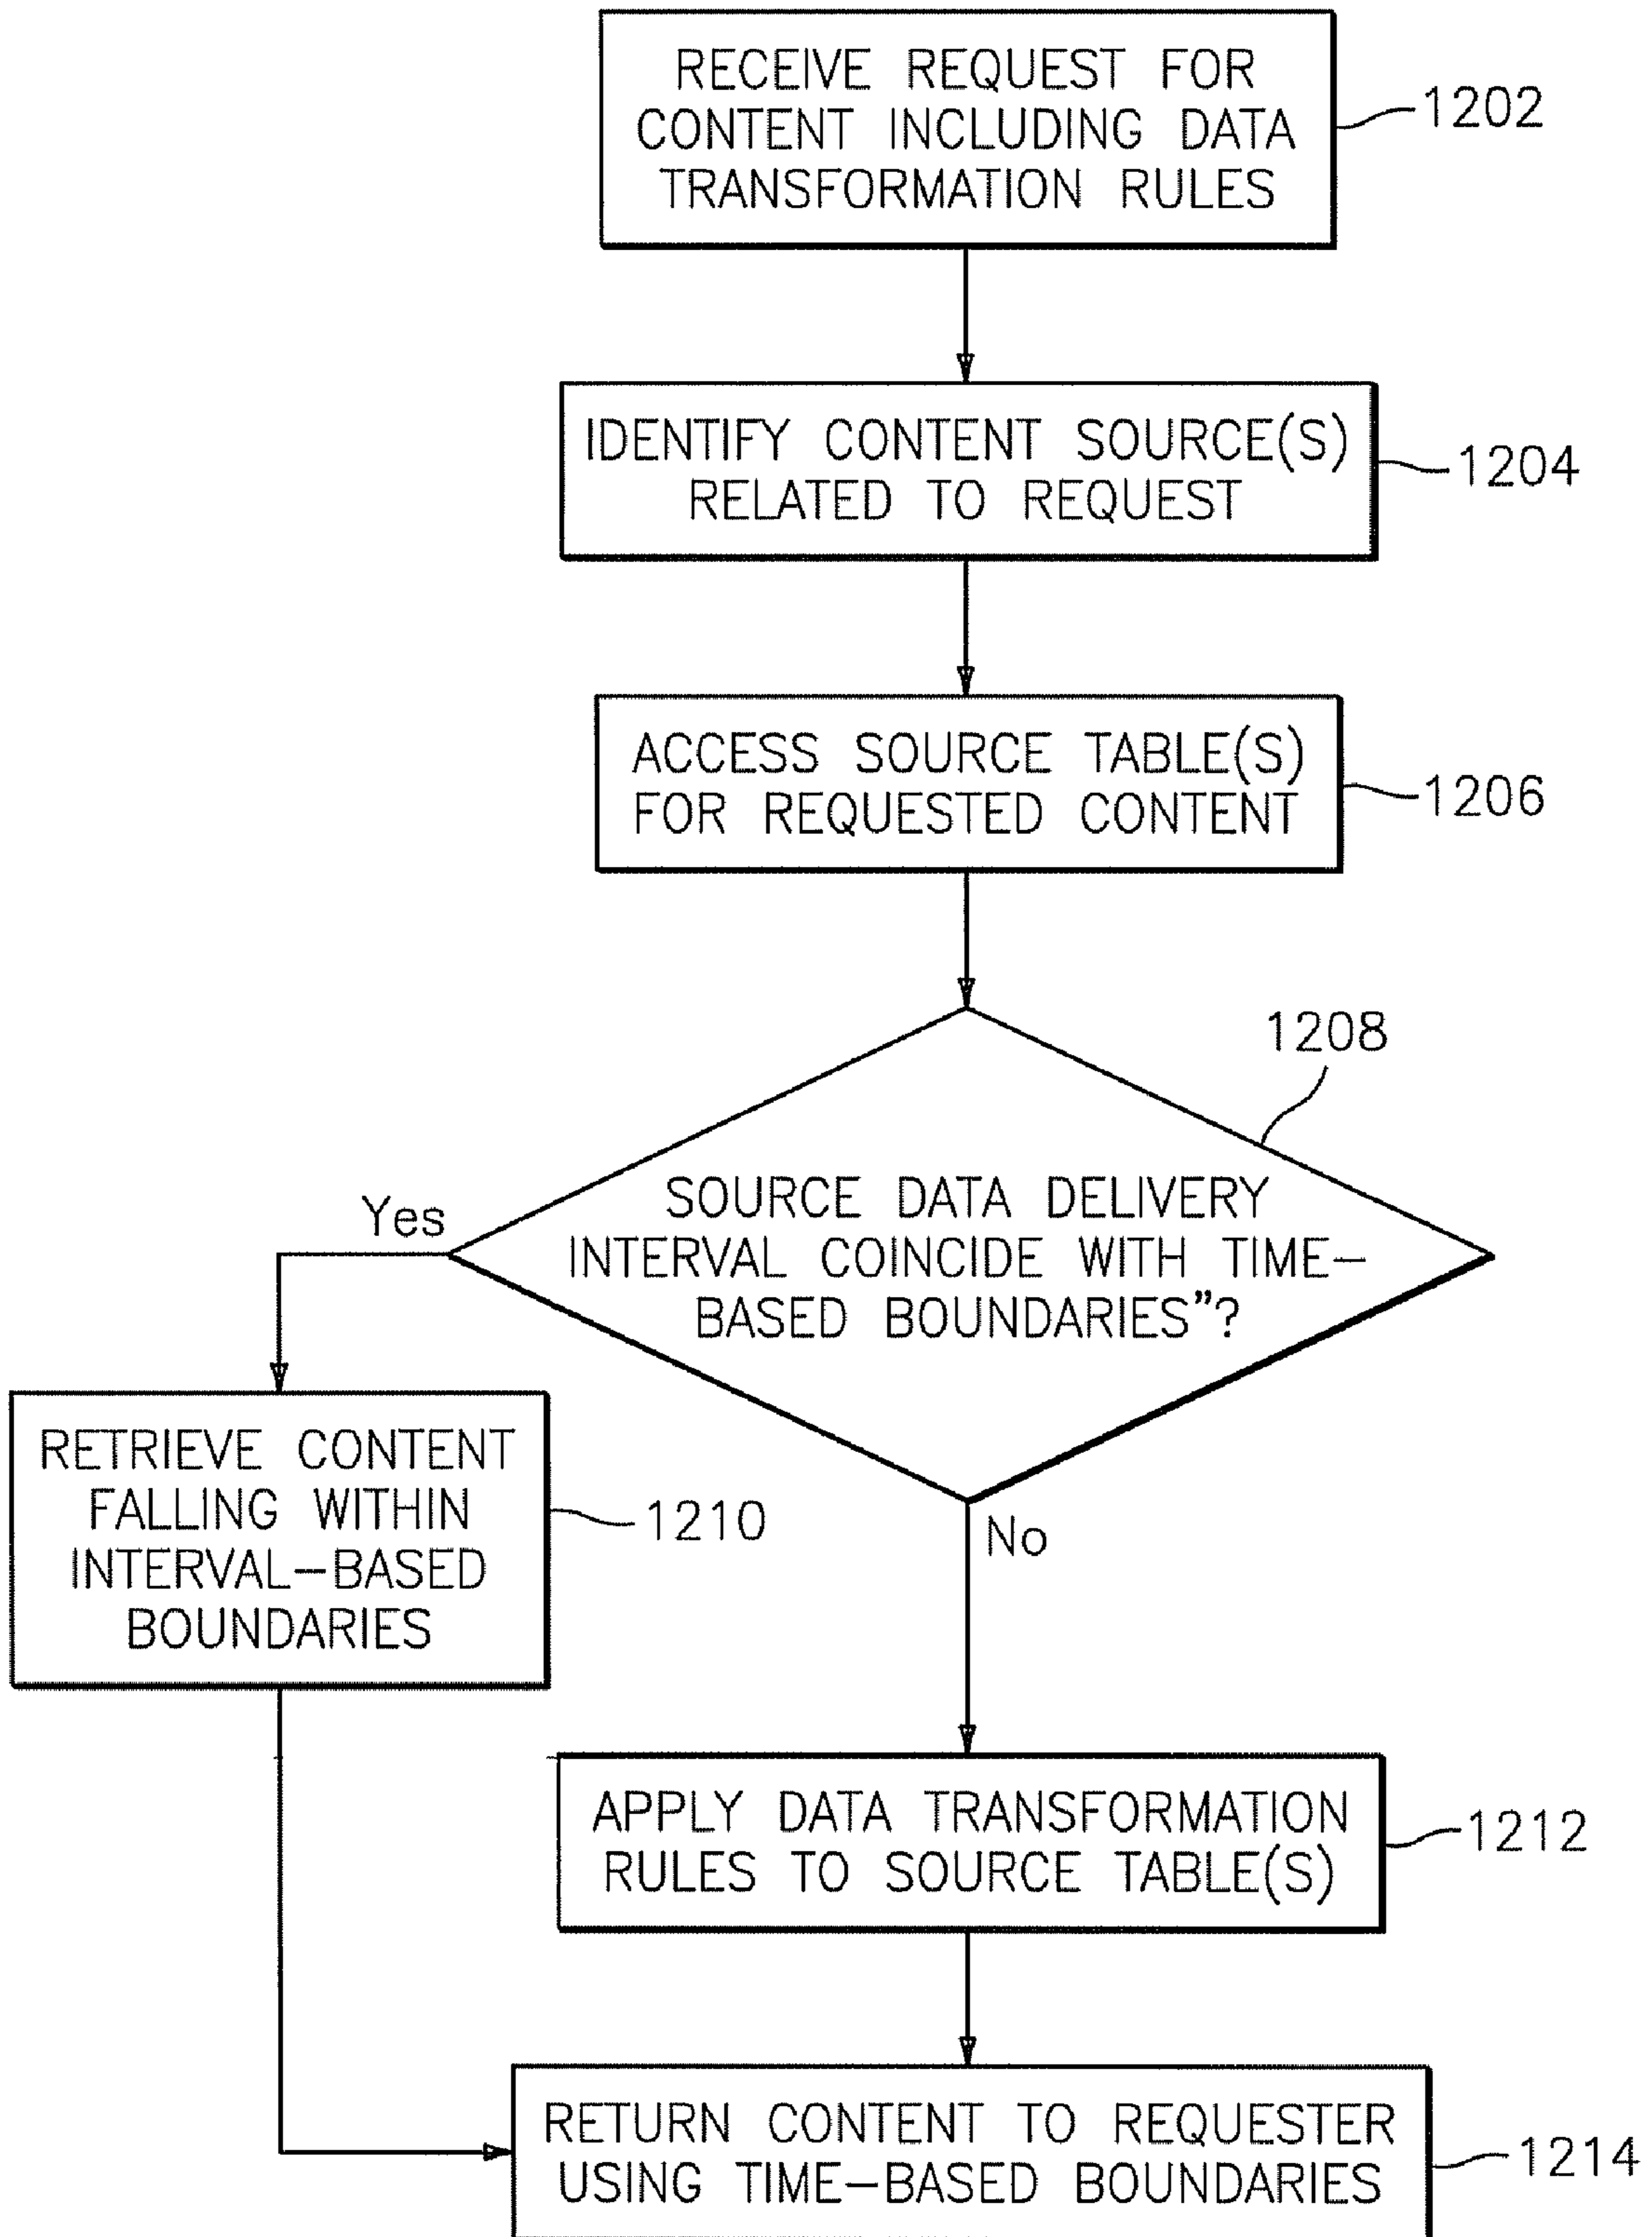 RECEIVE REQUEST FOR
CONTENT INCLUDING DATA
TRANSFORMATION RULES
1202
IDENTIFY CONTENT SOURCE(S)
RELATED TO REQUEST
1204
ACCESS SOURCE TABLE(S)
FOR REQUESTED CONTENT
1206
1208
SOURCE DATA DELIVERY
INTERVAL COINCIDE WITH TIME-
BASED BOUNDARIES”?
Yes
RETRIEVE CONTENT
FALLING WITHIN
INTERVAL-BASED
BOUNDARIES
1210
No
APPLY DATA TRANSFORMATION
RULES TO SOURCE TABLE(S)
1212
RETURN CONTENT TO REQUESTER
USING TIME-BASED BOUNDARIES
1214